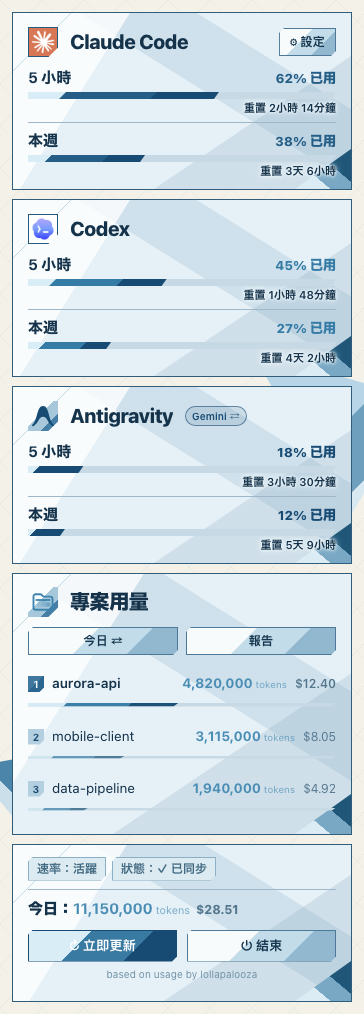 Claude Code ⚙ 設定
5 小時 62% 已用
重置 2小時 14分鐘
本週 38% 已用
重置 3天 6小時
Codex
5 小時 45% 已用
重置 1小時 48分鐘
本週 27% 已用
重置 4天 2小時
Antigravity Gemini ⇄
5 小時 18% 已用
重置 3小時 30分鐘
本週 12% 已用
重置 5天 9小時
專案用量
今日 ⇄ 報告
1 aurora-api 4,820,000 tokens $12.40
2 mobile-client 3,115,000 tokens $8.05
3 data-pipeline 1,940,000 tokens $4.92
速率：活躍 狀態：✓ 已同步
今日：11,150,000 tokens $28.51
↻ 立即更新 ⏻ 結束
based on usage by lollapalooza